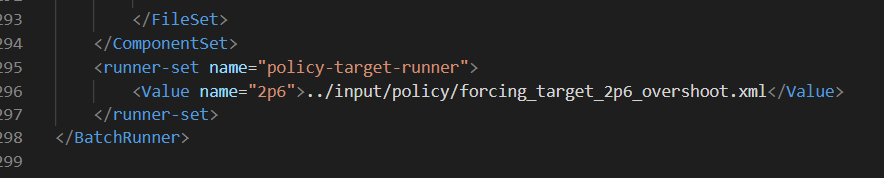 293 </FileSet>
294 </ComponentSet>
295 <runner-set name="policy-target-runner">
296 <Value name="2p6">../input/policy/forcing_target_2p6_overshoot.xml</Value>
297 </runner-set>
298 </BatchRunner>
299